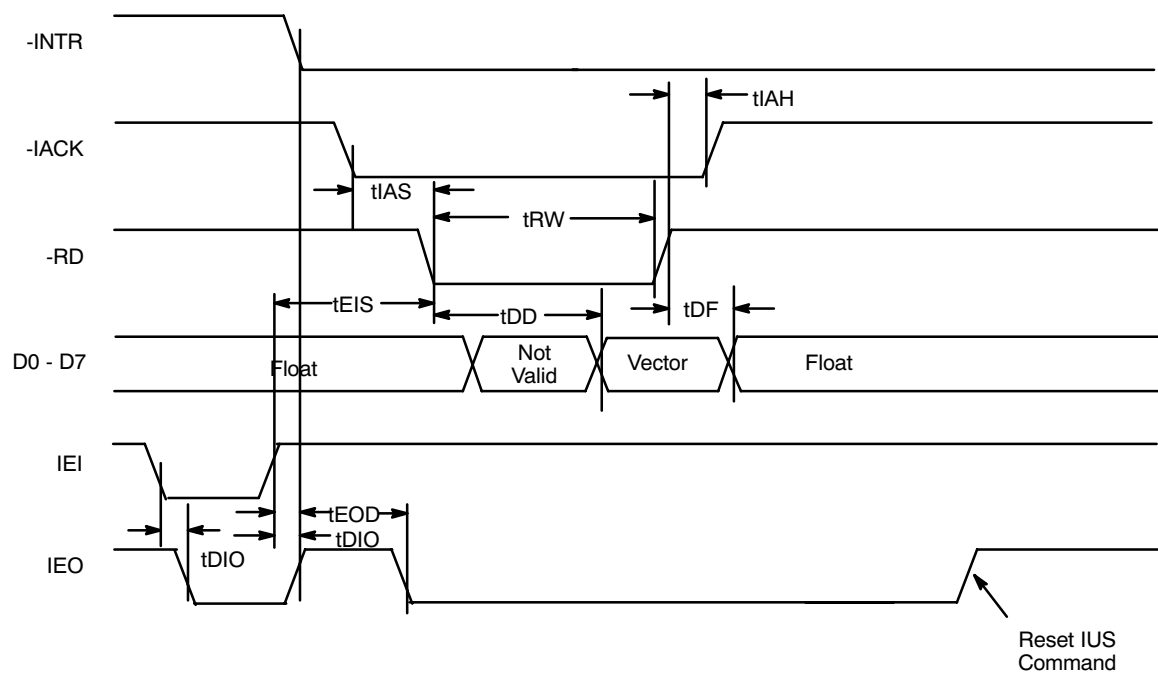 -INTR
tIAH
-IACK
tIAS
tRW
-RD
tEIS
tDD
tDF
D0 - D7
Float
Not
Valid
Vector
Float
IEI
tEOD
tDIO
tDIO
IEO
Reset IUS
Command